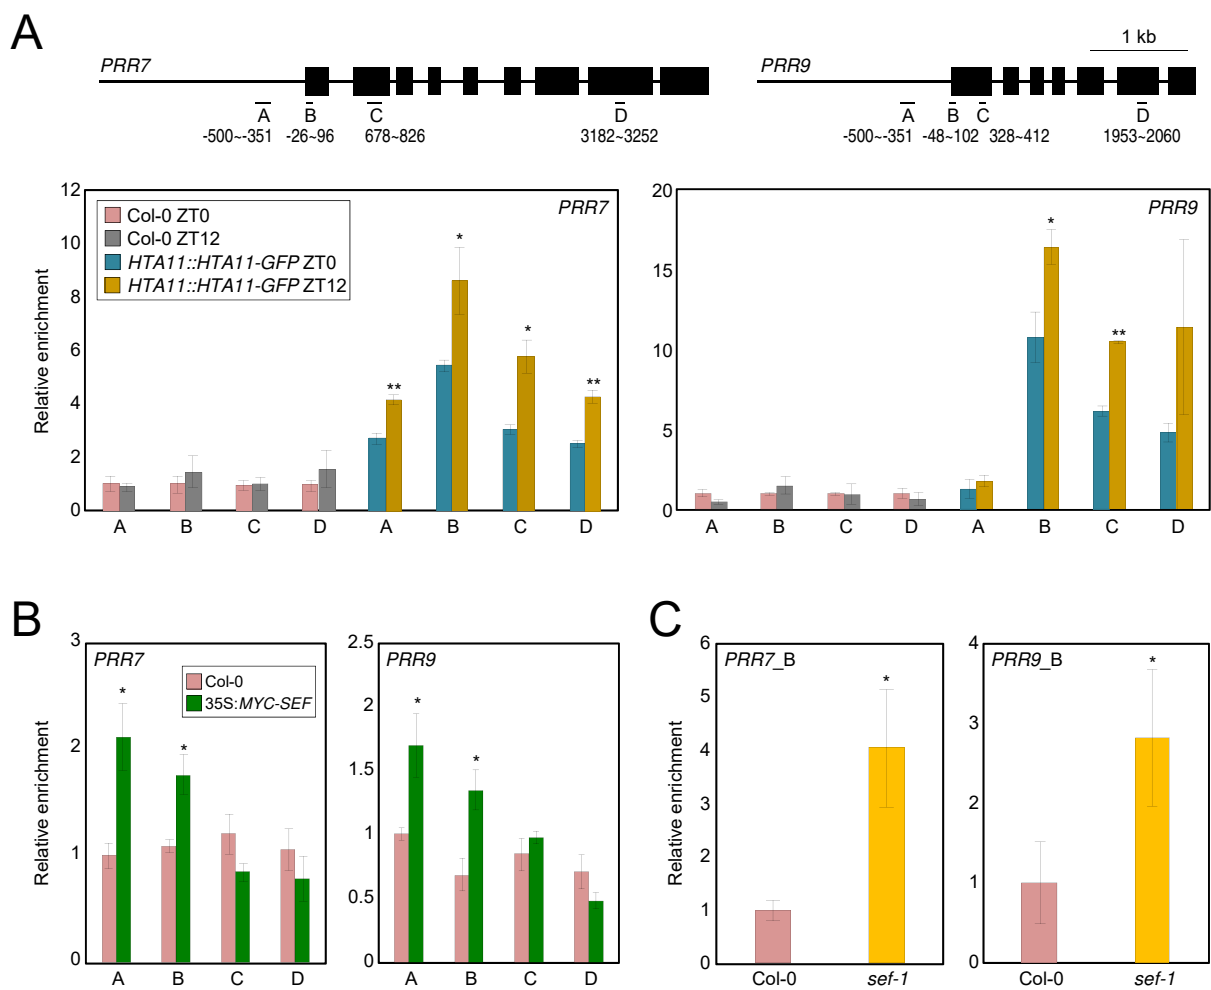 A
1 kb
PRR7
PRR9
A B C D
A B C D
-500~-351 -26~96 678~826 3182~3252
-500~-351 -48~102 328~412 1953~2060
Relative enrichment
12
10
8
6
4
2
0
PRR7
Col-0 ZT0
Col-0 ZT12
HTA11::HTA11-GFP ZT0
HTA11::HTA11-GFP ZT12
** * * **
A B C D A B C D
20
15
10
5
0
PRR9
* **
A B C D A B C D
B
Relative enrichment
3
2
1
0
PRR7
Col-0
35S:MYC-SEF
* *
A B C D
2.5
2
1.5
1
0.5
0
PRR9
* *
A B C D
C
Relative enrichment
6
5
4
3
2
1
0
PRR7_B
*
Col-0 sef-1
4
3
2
1
0
PRR9_B
*
Col-0 sef-1